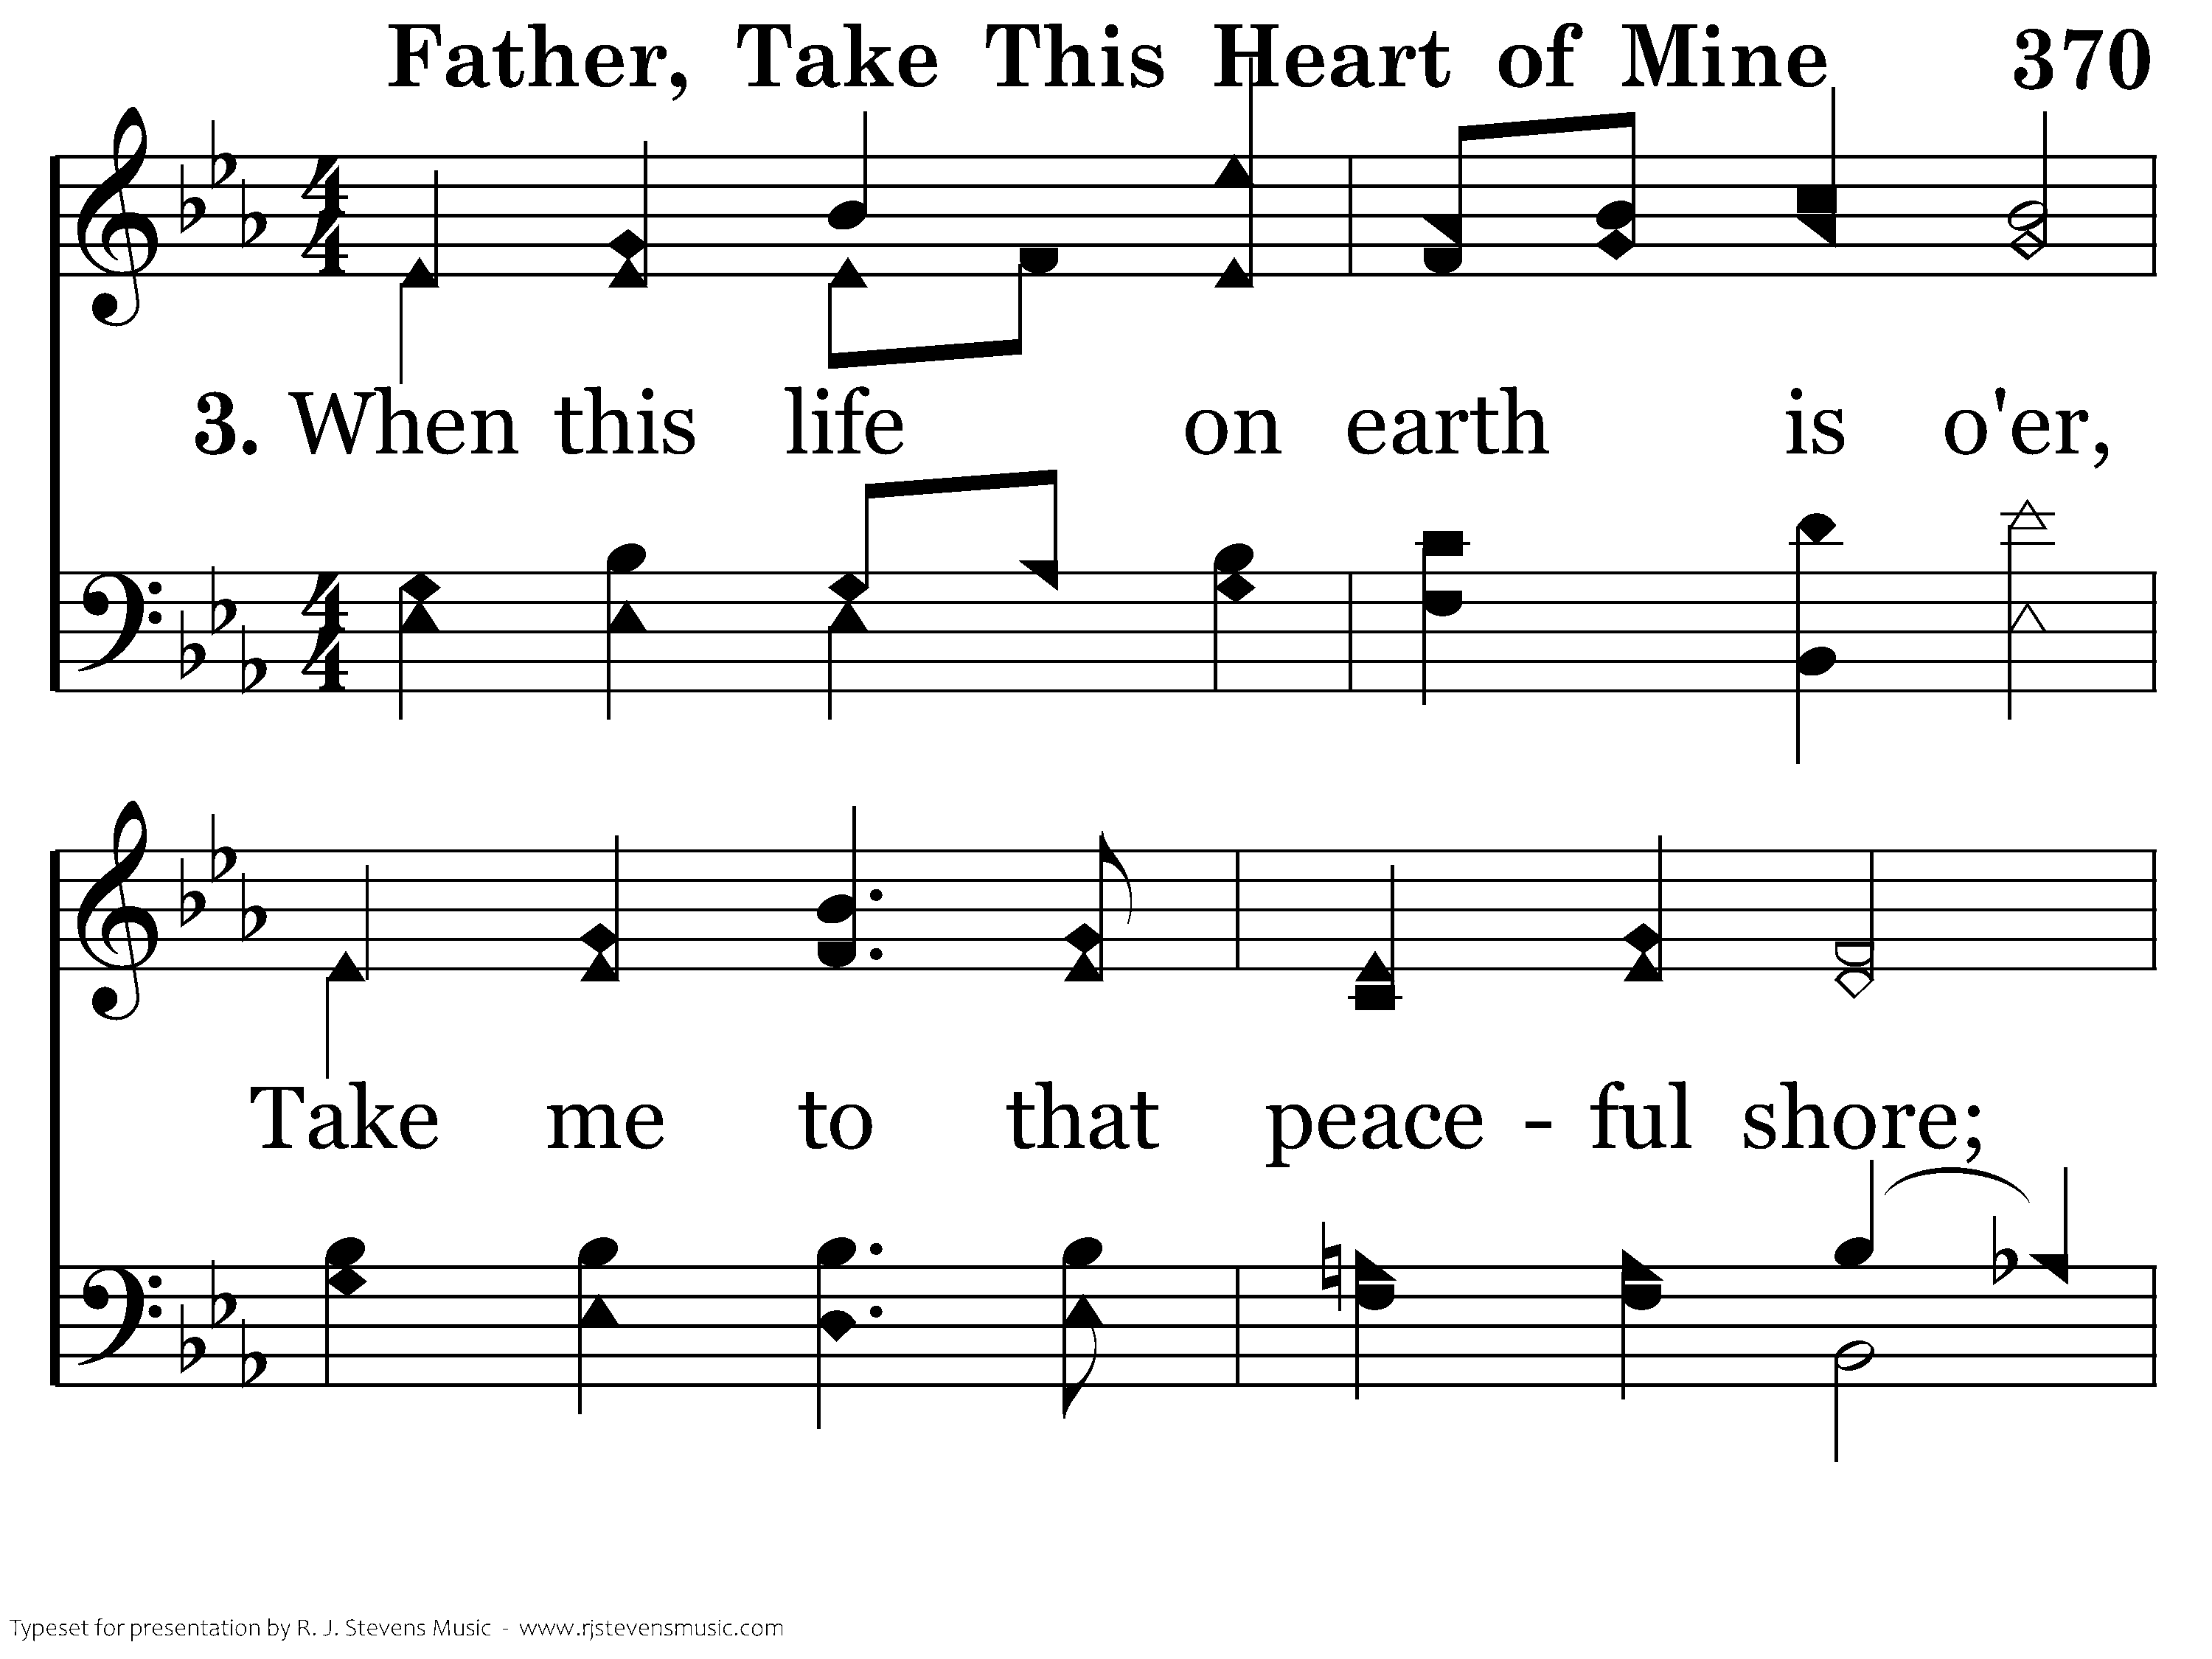 Father, Take This Heart of Mine 370
3. When this life on earth is o'er,
Take me to that peace - ful shore;
Typeset for presentation by R. J. Stevens Music - www.rjstevensmusic.com